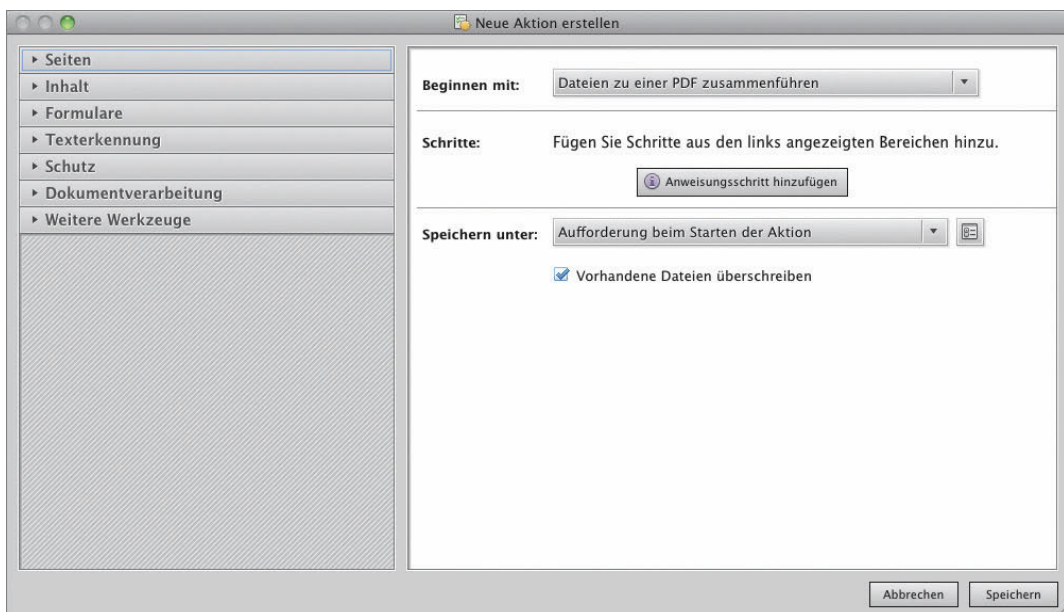 Neue Aktion erstellen
Seiten
Inhalt
Formulare
Texterkennung
Schutz
Dokumentverarbeitung
Weitere Werkzeuge
Beginnen mit: Dateien zu einer PDF zusammenführen
Schritte: Fügen Sie Schritte aus den links angezeigten Bereichen hinzu.
Anweisungsschritt hinzufügen
Speichern unter: Aufforderung beim Starten der Aktion
Vorhandene Dateien überschreiben
Abbrechen Speichern